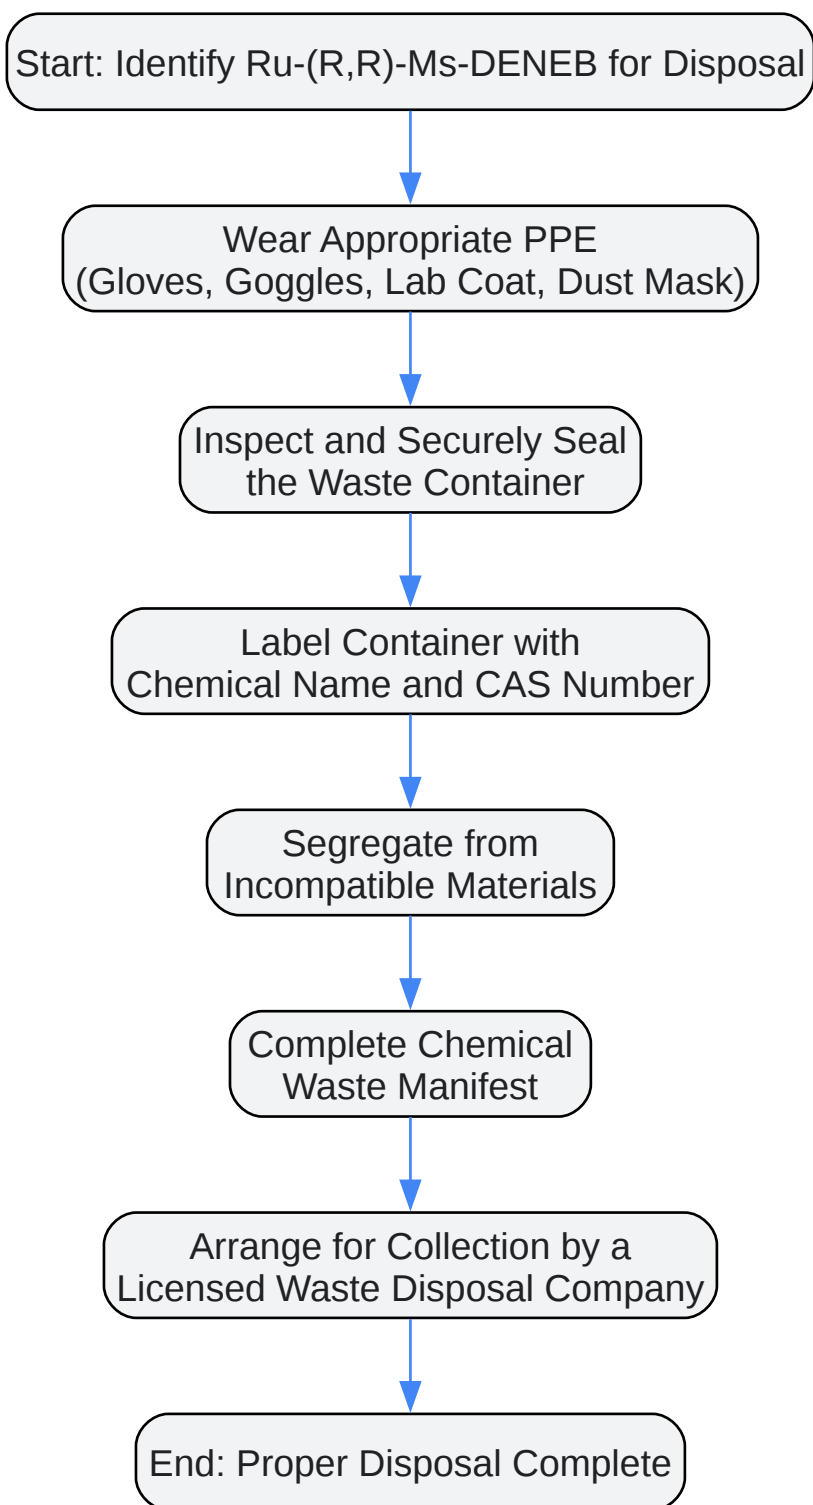 Start: Identify Ru-(R,R)-Ms-DENEB for Disposal
Wear Appropriate PPE
(Gloves, Goggles, Lab Coat, Dust Mask)
Inspect and Securely Seal
the Waste Container
Label Container with
Chemical Name and CAS Number
Segregate from
Incompatible Materials
Complete Chemical
Waste Manifest
Arrange for Collection by a
Licensed Waste Disposal Company
End: Proper Disposal Complete